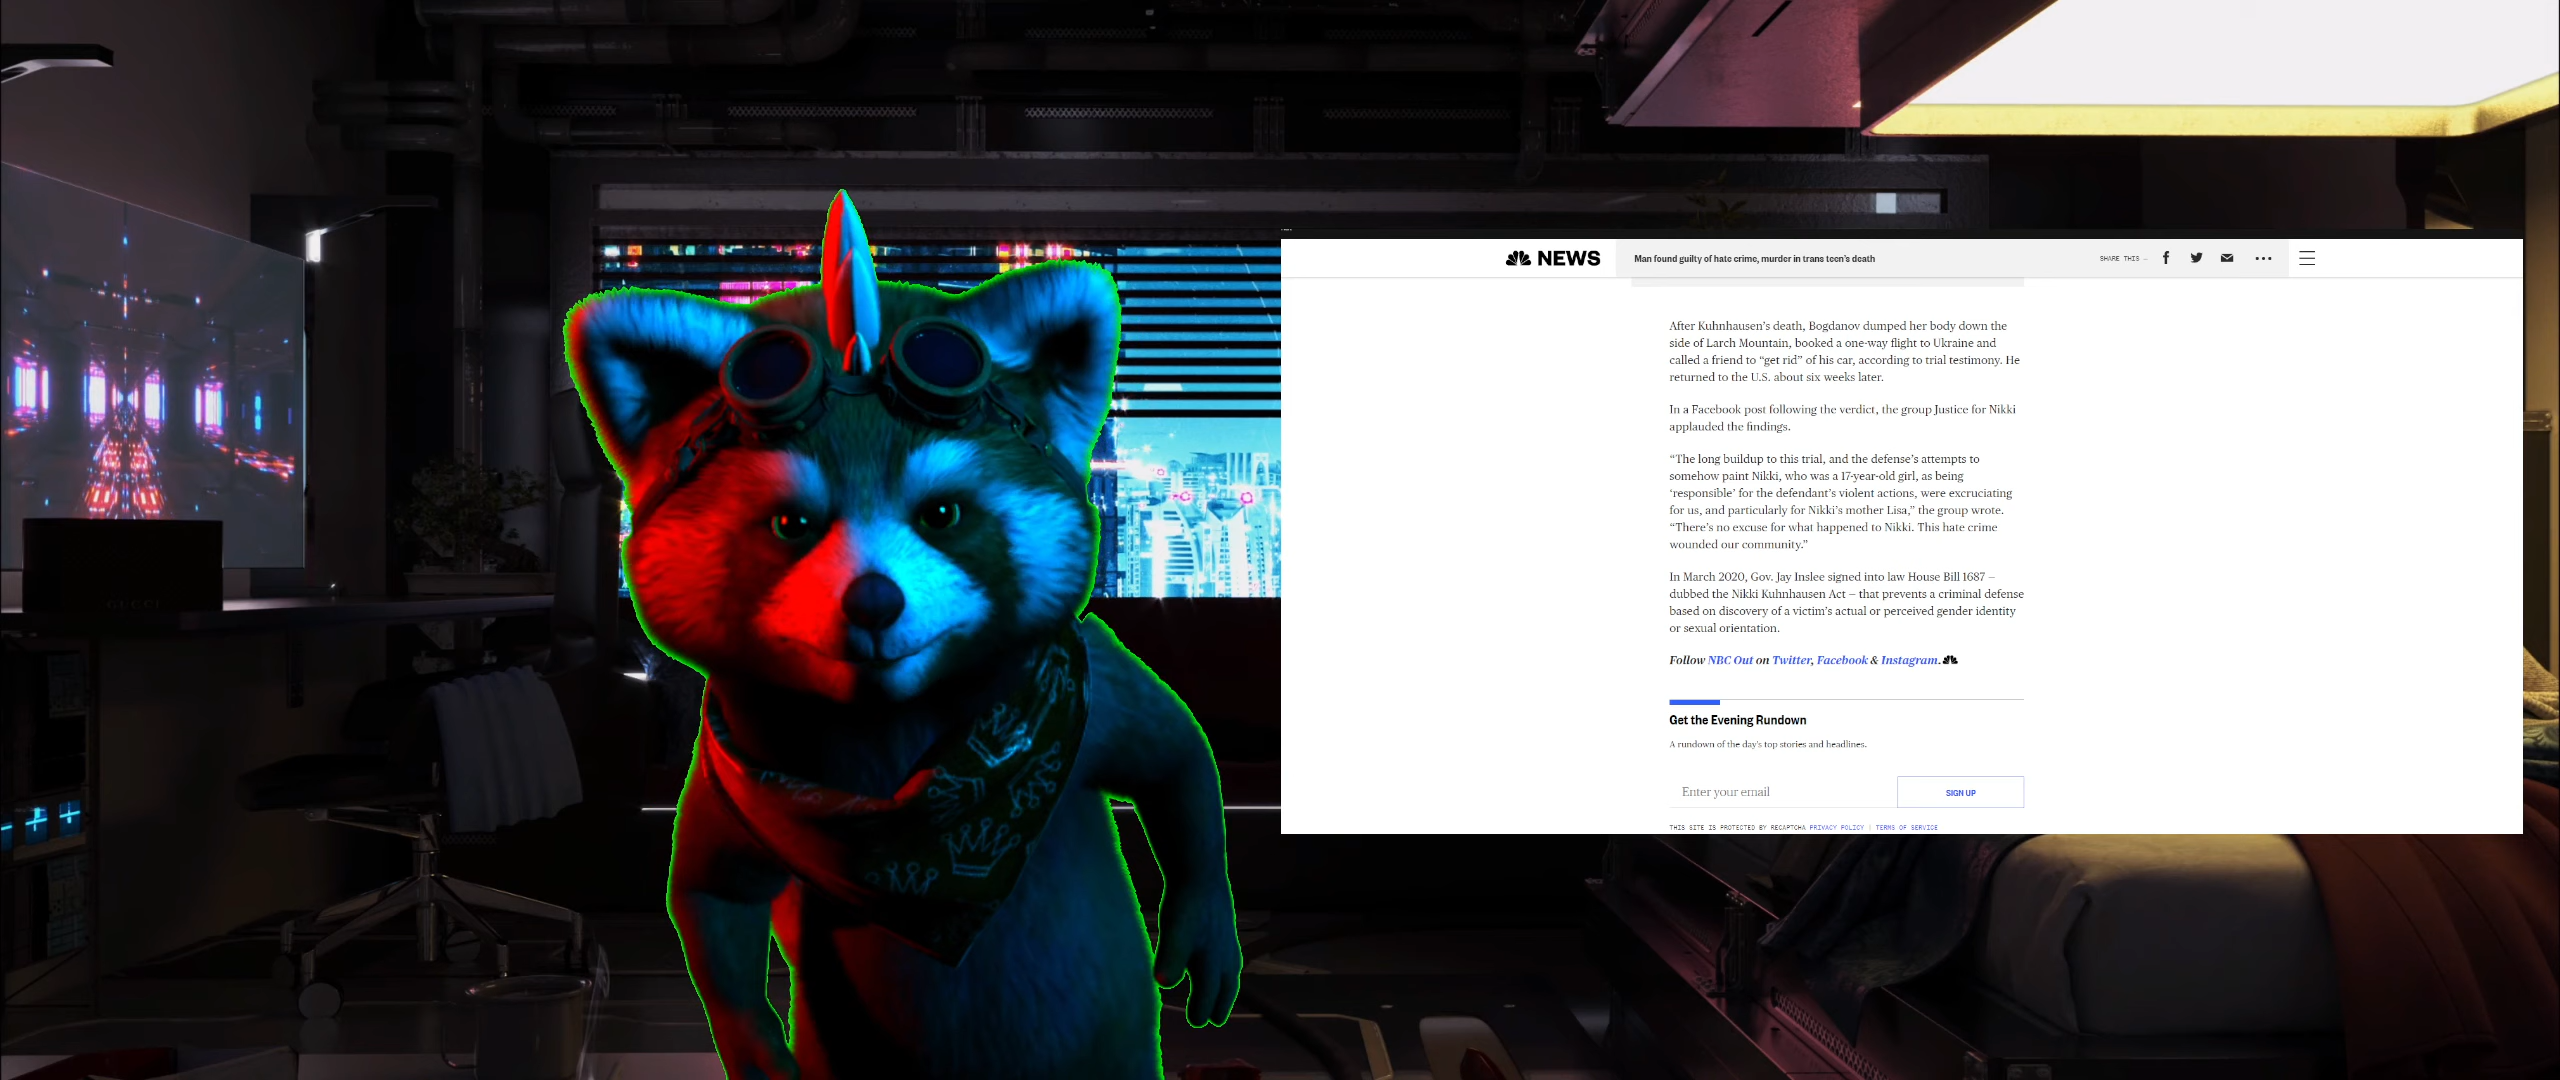 NEWS
Man found guilty of hate crime, murder in trans teen's death
SHARE THIS —
After Kuhnhausen's death, Bogdanov dumped her body down the
side of Larch Mountain, booked a one-way flight to Ukraine and
called a friend to “get rid” of his car, according to trial testimony. He
returned to the U.S. about six weeks later.
In a Facebook post following the verdict, the group Justice for Nikki
applauded the findings.
“The long buildup to this trial, and the defense’s attempts to
somehow paint Nikki, who was a 17-year-old girl, as being
‘responsible’ for the defendant’s violent actions, were excruciating
for us, and particularly for Nikki’s mother Lisa,” the group wrote.
“There’s no excuse for what happened to Nikki. This hate crime
wounded our community.”
In March 2020, Gov. Jay Inslee signed into law House Bill 1687 —
dubbed the Nikki Kuhnhausen Act — that prevents a criminal defense
based on discovery of a victim’s actual or perceived gender identity
or sexual orientation.
Follow NBC Out on Twitter, Facebook & Instagram.
Get the Evening Rundown
A rundown of the day's top stories and headlines.
Enter your email
SIGN UP
THIS SITE IS PROTECTED BY RECAPTCHA PRIVACY POLICY | TERMS OF SERVICE
GUCCI